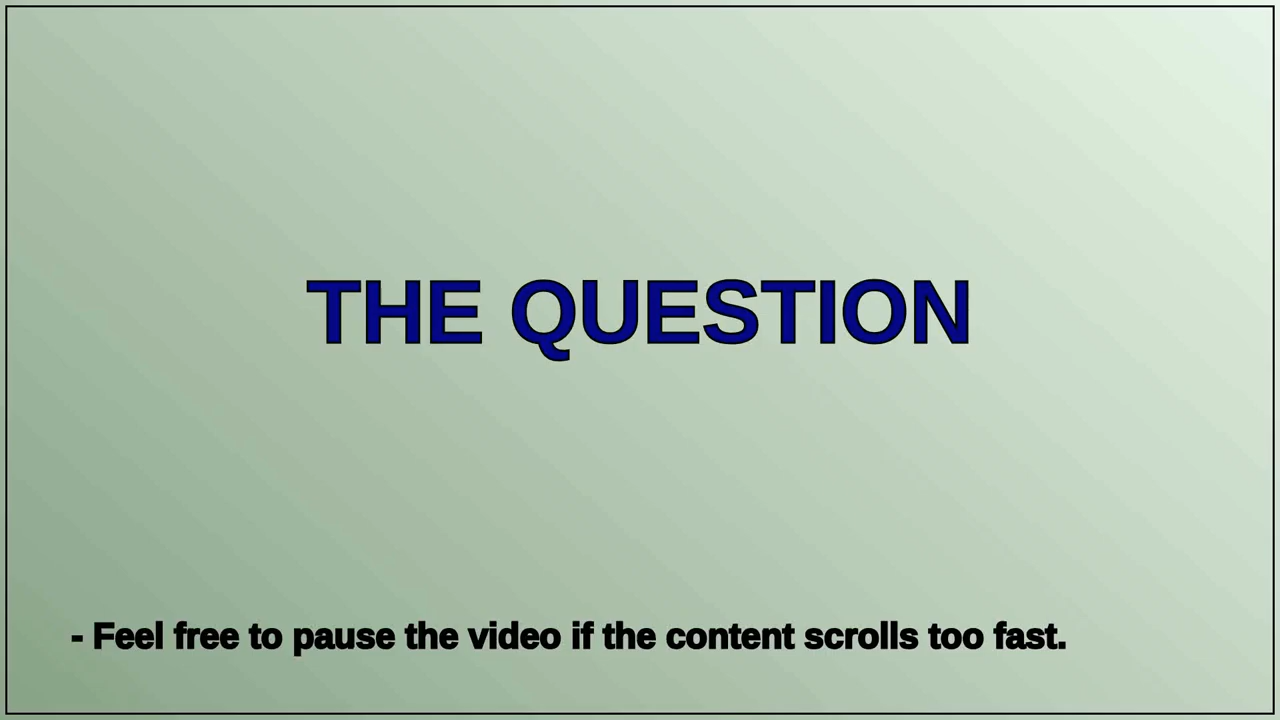 THE QUESTION
- Feel free to pause the video if the content scrolls too fast.